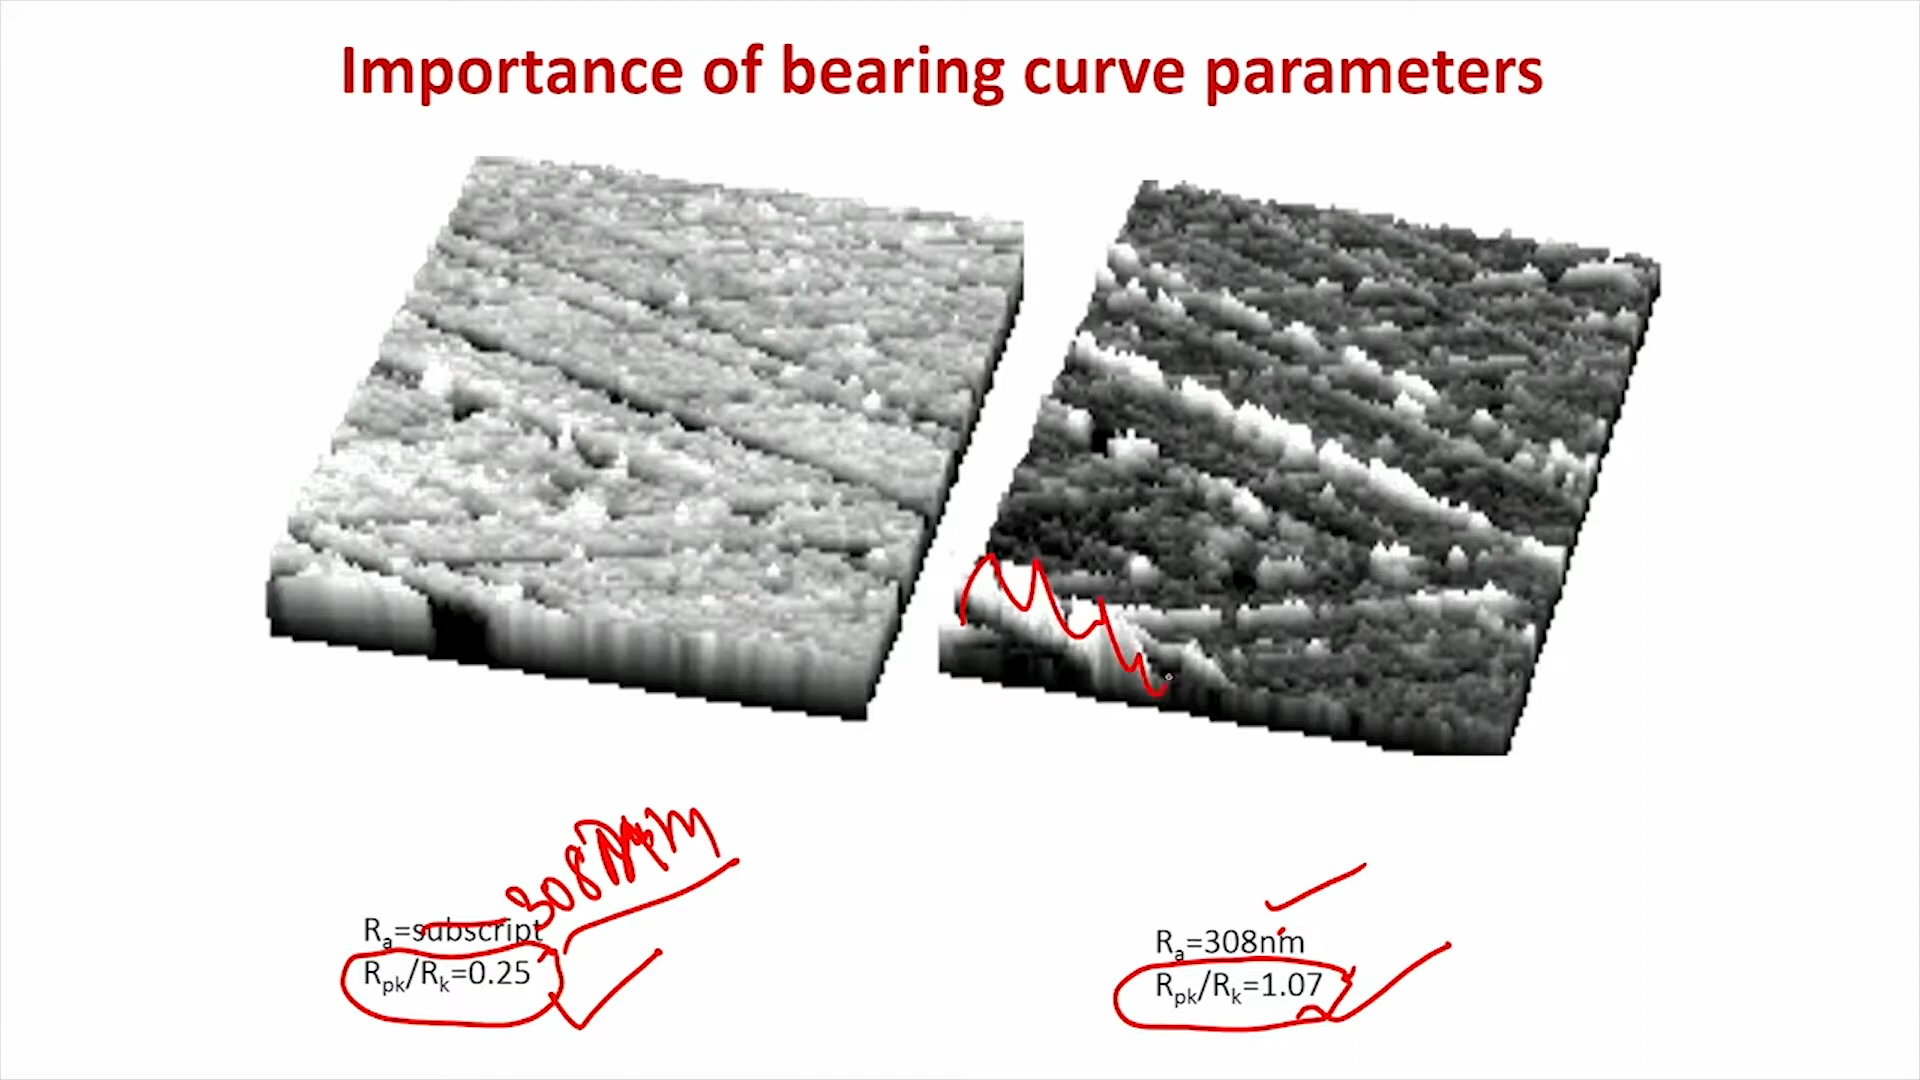 Importance of bearing curve parameters
308
Ra=subscript
Rpk/Rk=0.25
Ra=308nm
Rpk/Rk=1.07